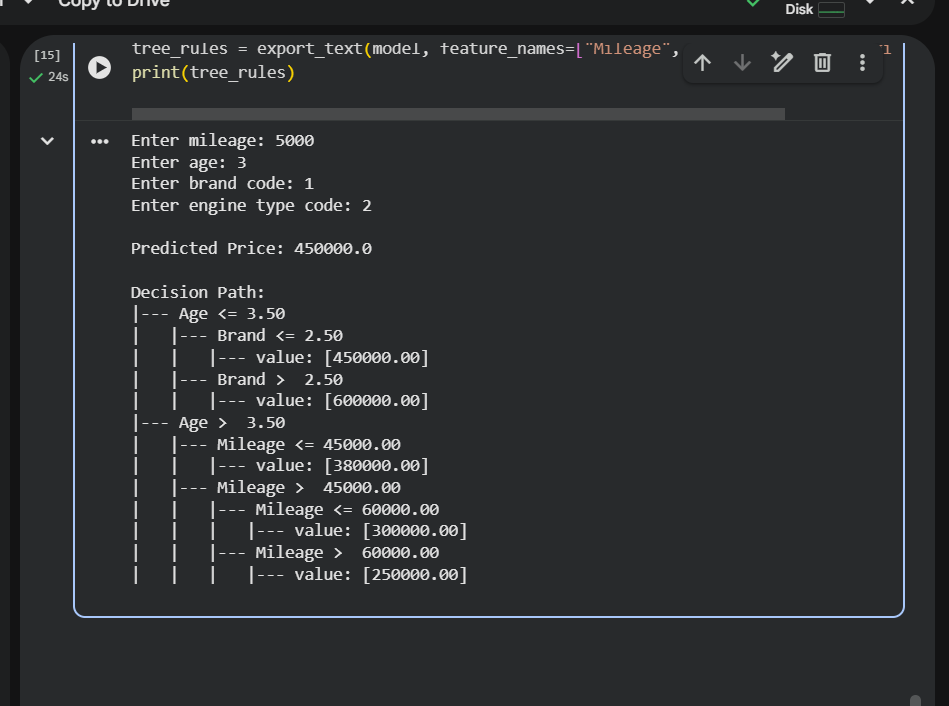 Copy to Drive
Disk
[15]
24s
tree_rules = export_text(model, feature_names=["Mileage",
print(tree_rules)
Enter mileage: 5000
Enter age: 3
Enter brand code: 1
Enter engine type code: 2
Predicted Price: 450000.0
Decision Path:
|--- Age <= 3.50
|   |--- Brand <= 2.50
|   |   |--- value: [450000.00]
|   |--- Brand >  2.50
|   |   |--- value: [600000.00]
|--- Age >  3.50
|   |--- Mileage <= 45000.00
|   |   |--- value: [380000.00]
|   |--- Mileage >  45000.00
|   |   |--- Mileage <= 60000.00
|   |   |   |--- value: [300000.00]
|   |   |--- Mileage >  60000.00
|   |   |   |--- value: [250000.00]